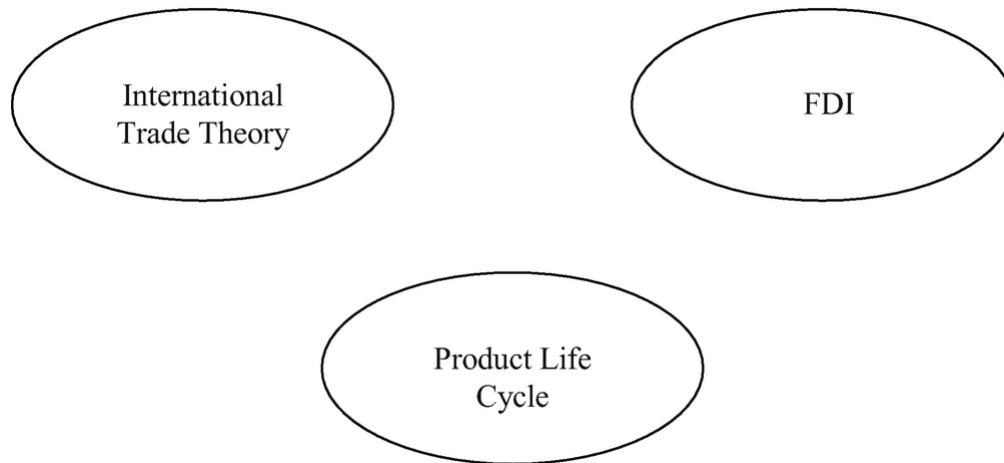 International
Trade Theory
FDI
Product Life
Cycle